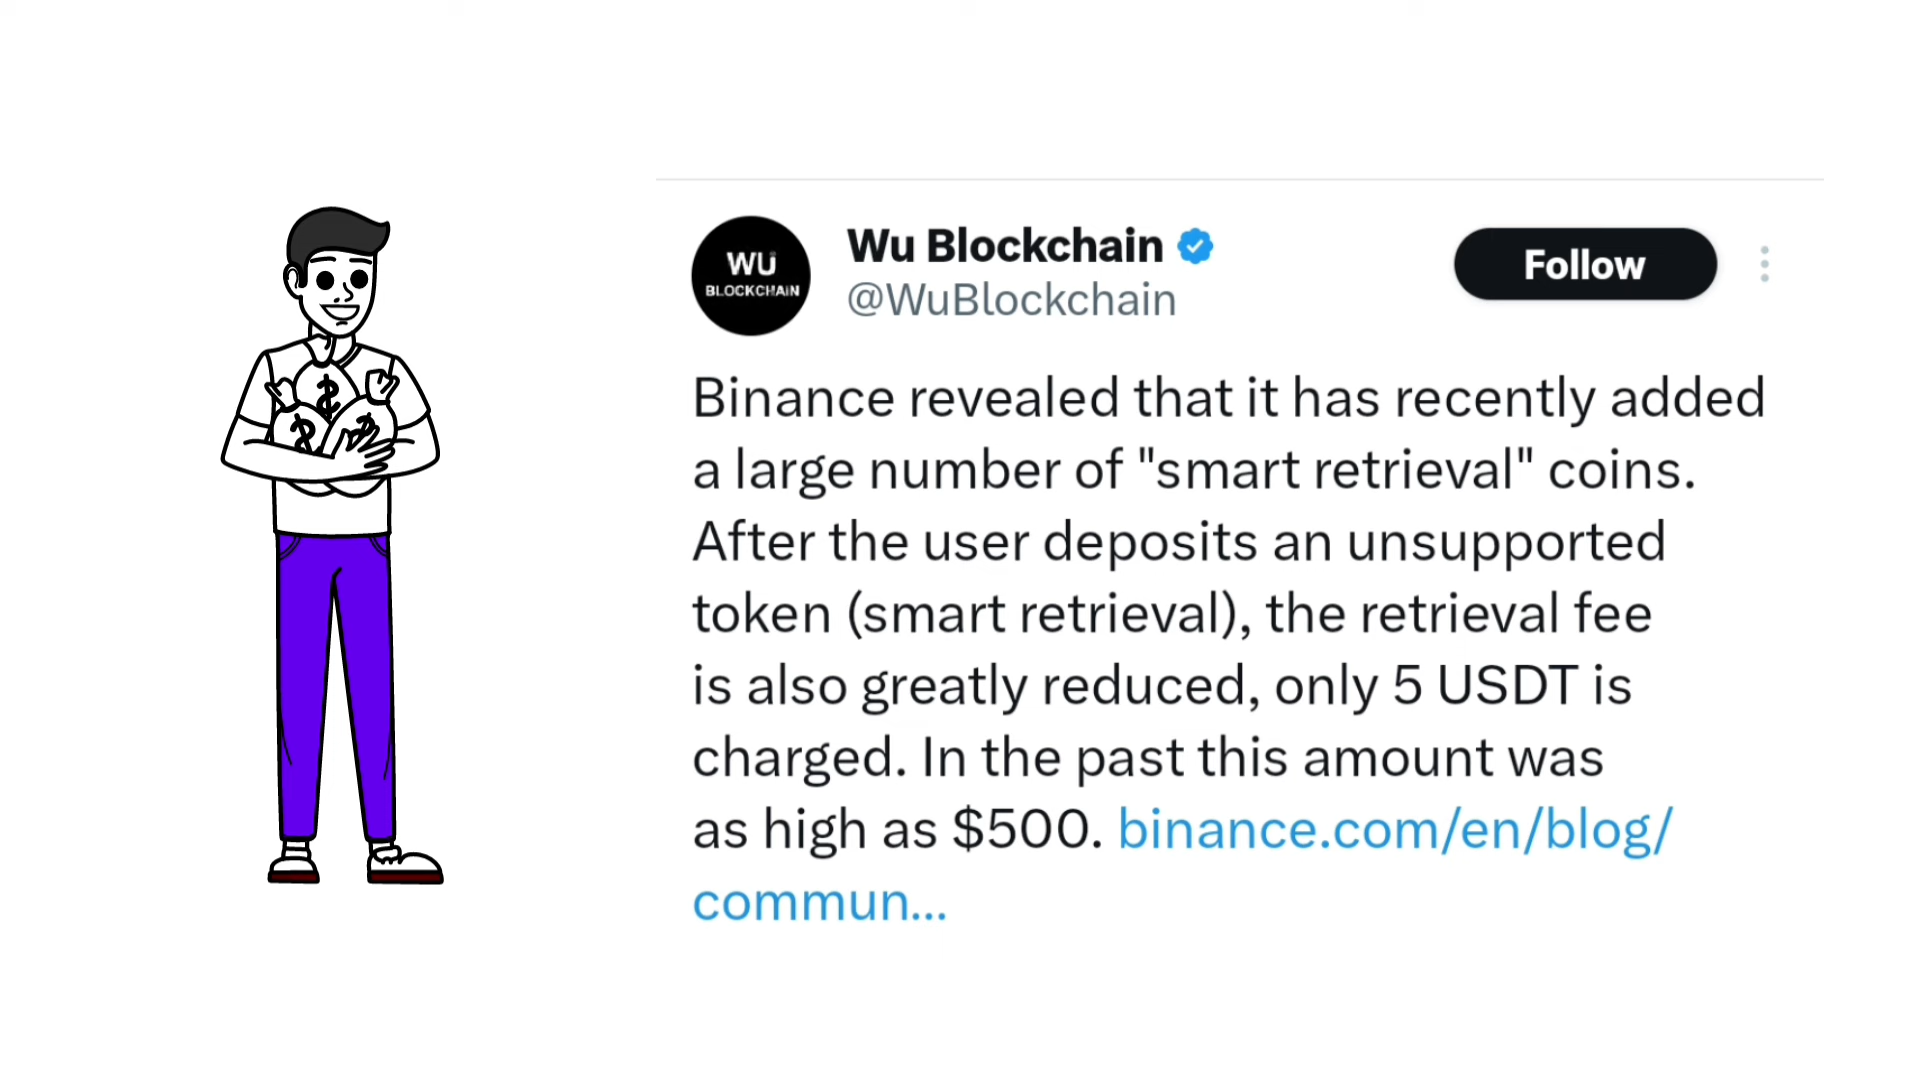 WU
BLOCKCHAIN
Wu Blockchain
@WuBlockchain
Follow
Binance revealed that it has recently added
a large number of "smart retrieval" coins.
After the user deposits an unsupported
token (smart retrieval), the retrieval fee
is also greatly reduced, only 5 USDT is
charged. In the past this amount was
as high as $500. binance.com/en/blog/
commun...
$
$
$